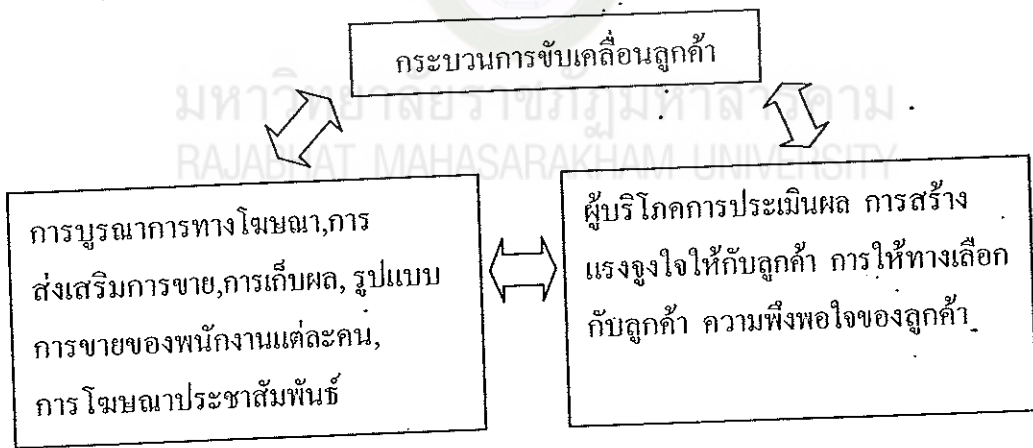 กระบวนการขับเคลื่อนลูกค้า
มหาวิทยาลัยราชภัฏมหาสารคาม
RAJABHAT MAHASARAKHAM UNIVERSITY
การบูรณาการทางโฆษณา,การ
ส่งเสริมการขาย,การเก็บผล, รูปแบบ
การขายของพนักงานแต่ละคน,
การโฆษณาประชาสัมพันธ์
ผู้บริโภคการประเมินผล การสร้าง
แรงจูงใจให้กับลูกค้า การให้ทางเลือก
กับลูกค้า ความพึงพอใจของลูกค้า